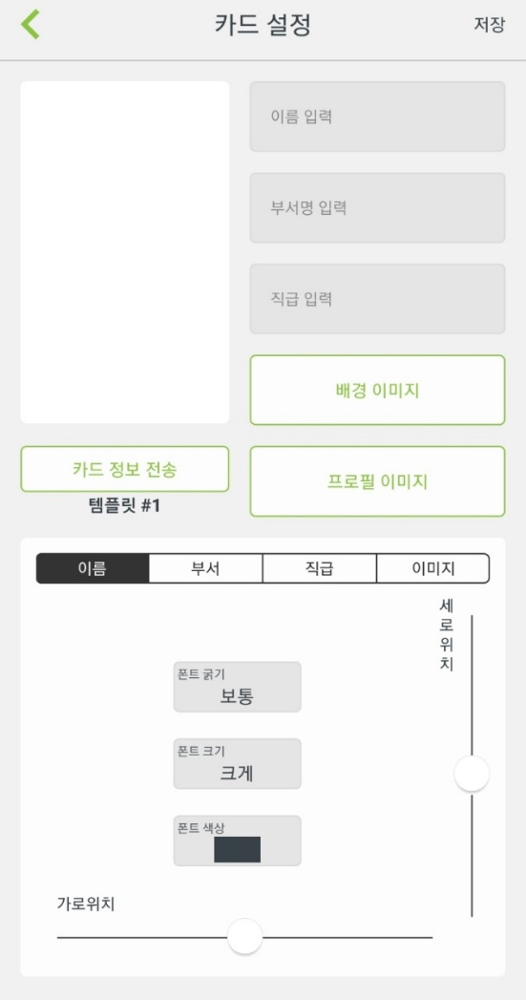 카드 설정
저장
이름 입력
부서명 입력
직급 입력
배경 이미지
카드 정보 전송
프로필 이미지
템플릿 #1
이름
부서
직급
이미지
세로위치
폰트 굵기
보통
폰트 크기
크게
폰트 색상
가로위치